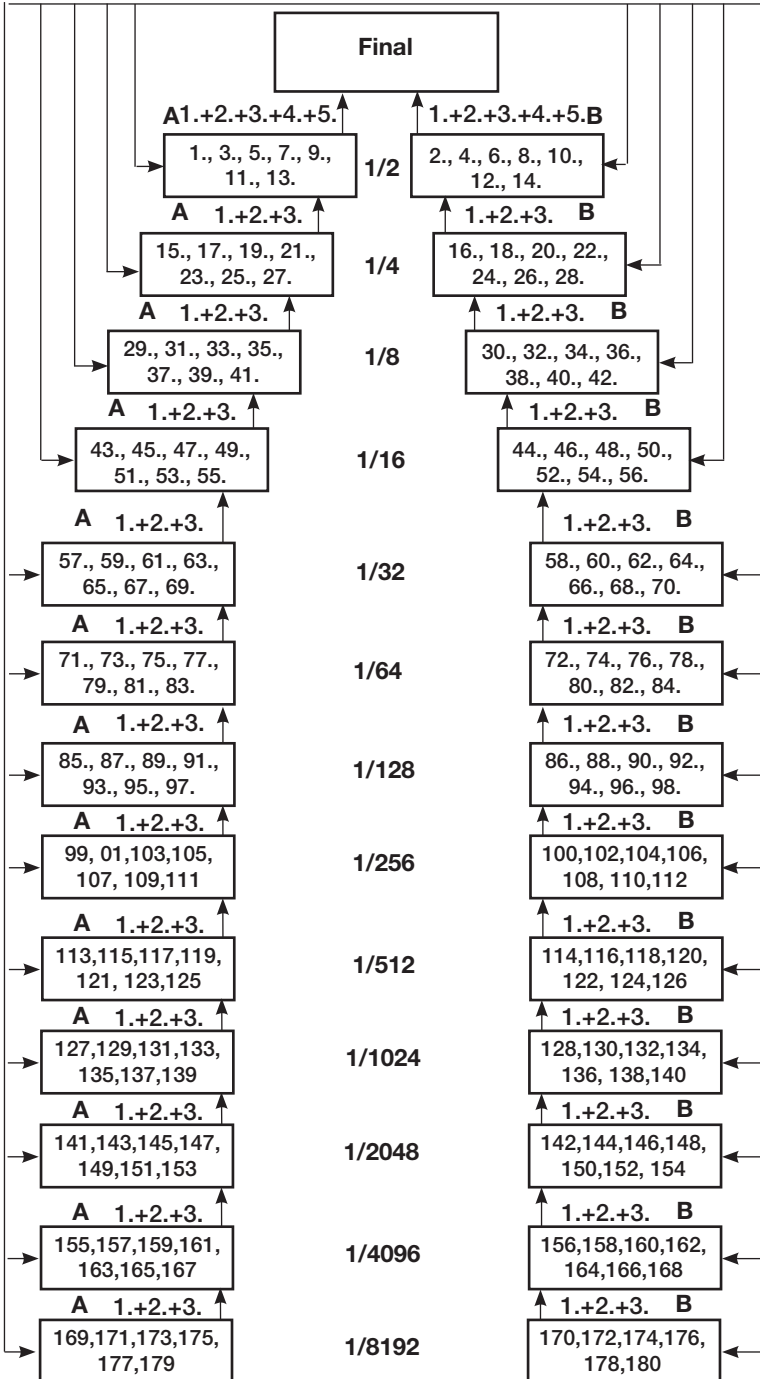 Final
A1.+2.+3.+4.+5. 1.+2.+3.+4.+5.B
1., 3., 5., 7., 9.,
11., 13.
1/2
2., 4., 6., 8., 10.,
12., 14.
A 1.+2.+3. 1.+2.+3. B
15., 17., 19., 21.,
23., 25., 27.
1/4
16., 18., 20., 22.,
24., 26., 28.
A 1.+2.+3. 1.+2.+3. B
29., 31., 33., 35.,
37., 39., 41.
1/8
30., 32., 34., 36.,
38., 40., 42.
A 1.+2.+3. 1.+2.+3. B
43., 45., 47., 49.,
51., 53., 55.
1/16
44., 46., 48., 50.,
52., 54., 56.
A 1.+2.+3. 1.+2.+3. B
57., 59., 61., 63.,
65., 67., 69.
1/32
58., 60., 62., 64.,
66., 68., 70.
A 1.+2.+3. 1.+2.+3. B
71., 73., 75., 77.,
79., 81., 83.
1/64
72., 74., 76., 78.,
80., 82., 84.
A 1.+2.+3. 1.+2.+3. B
85., 87., 89., 91.,
93., 95., 97.
1/128
86., 88., 90., 92.,
94., 96., 98.
A 1.+2.+3. 1.+2.+3. B
99, 01,103,105,
107, 109,111
1/256
100,102,104,106,
108, 110,112
A 1.+2.+3. 1.+2.+3. B
113,115,117,119,
121, 123,125
1/512
114,116,118,120,
122, 124,126
A 1.+2.+3. 1.+2.+3. B
127,129,131,133,
135,137,139
1/1024
128,130,132,134,
136, 138,140
A 1.+2.+3. 1.+2.+3. B
141,143,145,147,
149,151,153
1/2048
142,144,146,148,
150,152, 154
A 1.+2.+3. 1.+2.+3. B
155,157,159,161,
163,165,167
1/4096
156,158,160,162,
164,166,168
A 1.+2.+3. 1.+2.+3. B
169,171,173,175,
177,179
1/8192
170,172,174,176,
178,180